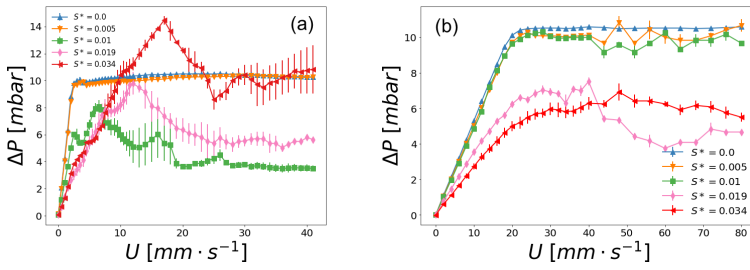 (a)
S* = 0.0
S* = 0.005
S* = 0.01
S* = 0.019
S* = 0.034
ΔP [mbar]
14
12
10
8
6
4
2
0
0 10 20 30 40
U [mm · s⁻¹]
(b)
ΔP [mbar]
10
8
6
4
2
0
S* = 0.0
S* = 0.005
S* = 0.01
S* = 0.019
S* = 0.034
0 10 20 30 40 50 60 70 80
U [mm · s⁻¹]